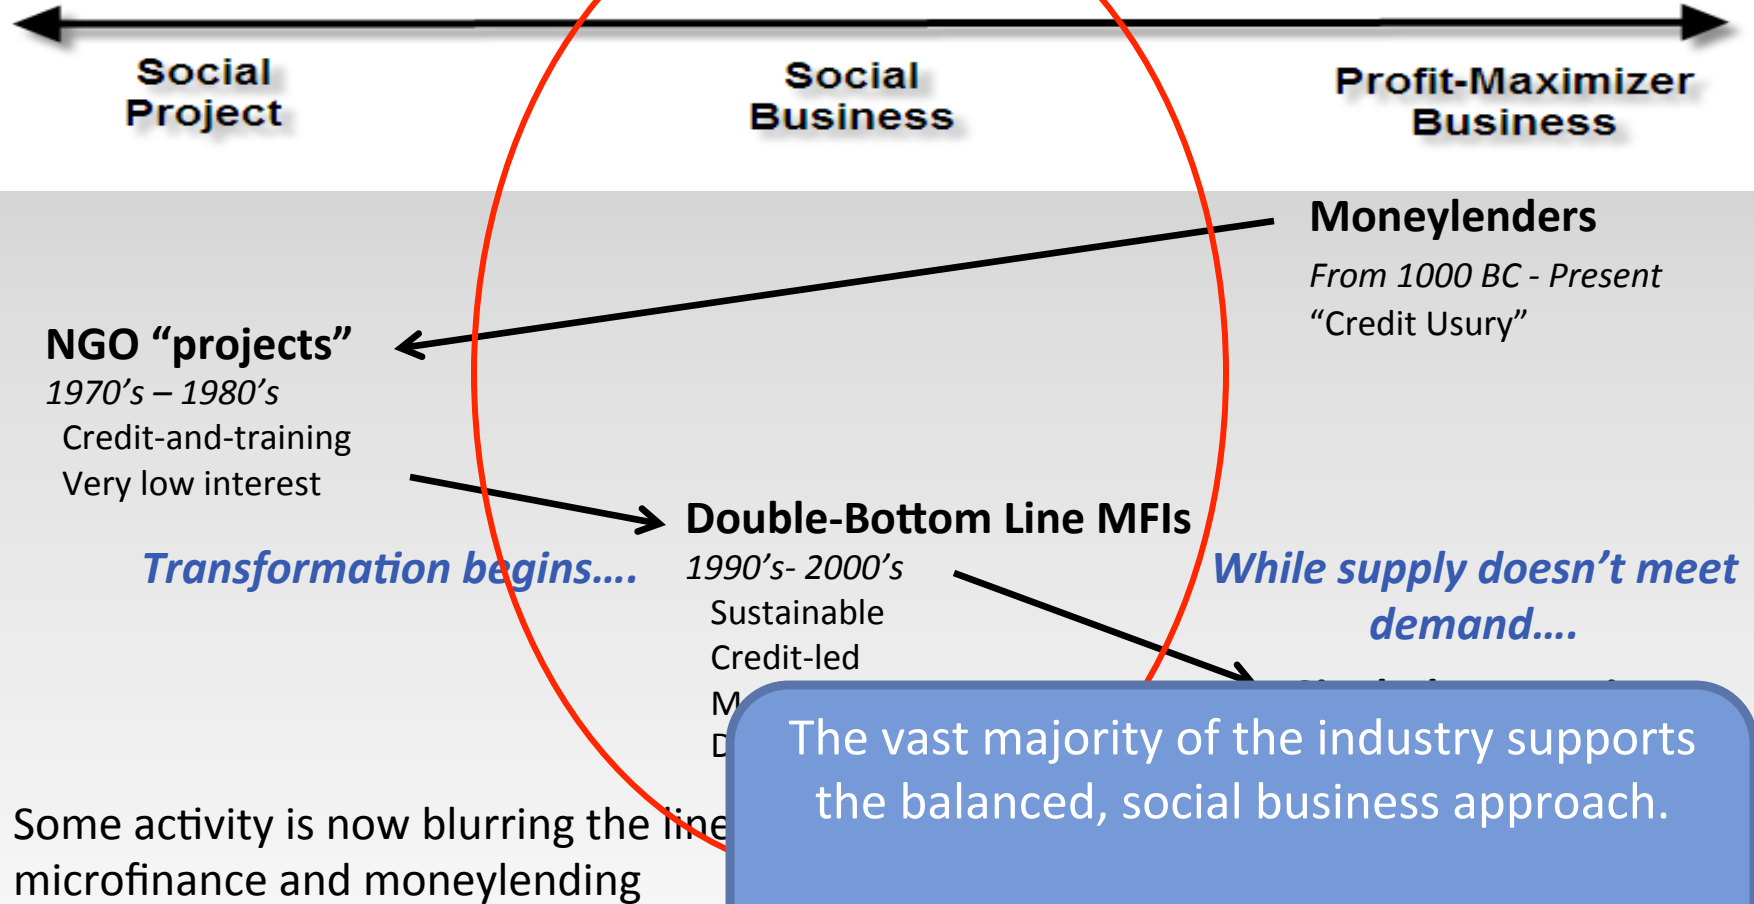 Social
Project
Social
Business
Profit-Maximizer
Business
Moneylenders
From 1000 BC - Present
“Credit Usury”
NGO “projects”
1970’s – 1980’s
Credit-and-training
Very low interest
Transformation begins....
Double-Bottom Line MFIs
1990’s- 2000’s
Sustainable
Credit-led
M
D
While supply doesn’t meet
demand....
Some activity is now blurring the line
microfinance and moneylending
The vast majority of the industry supports
the balanced, social business approach.